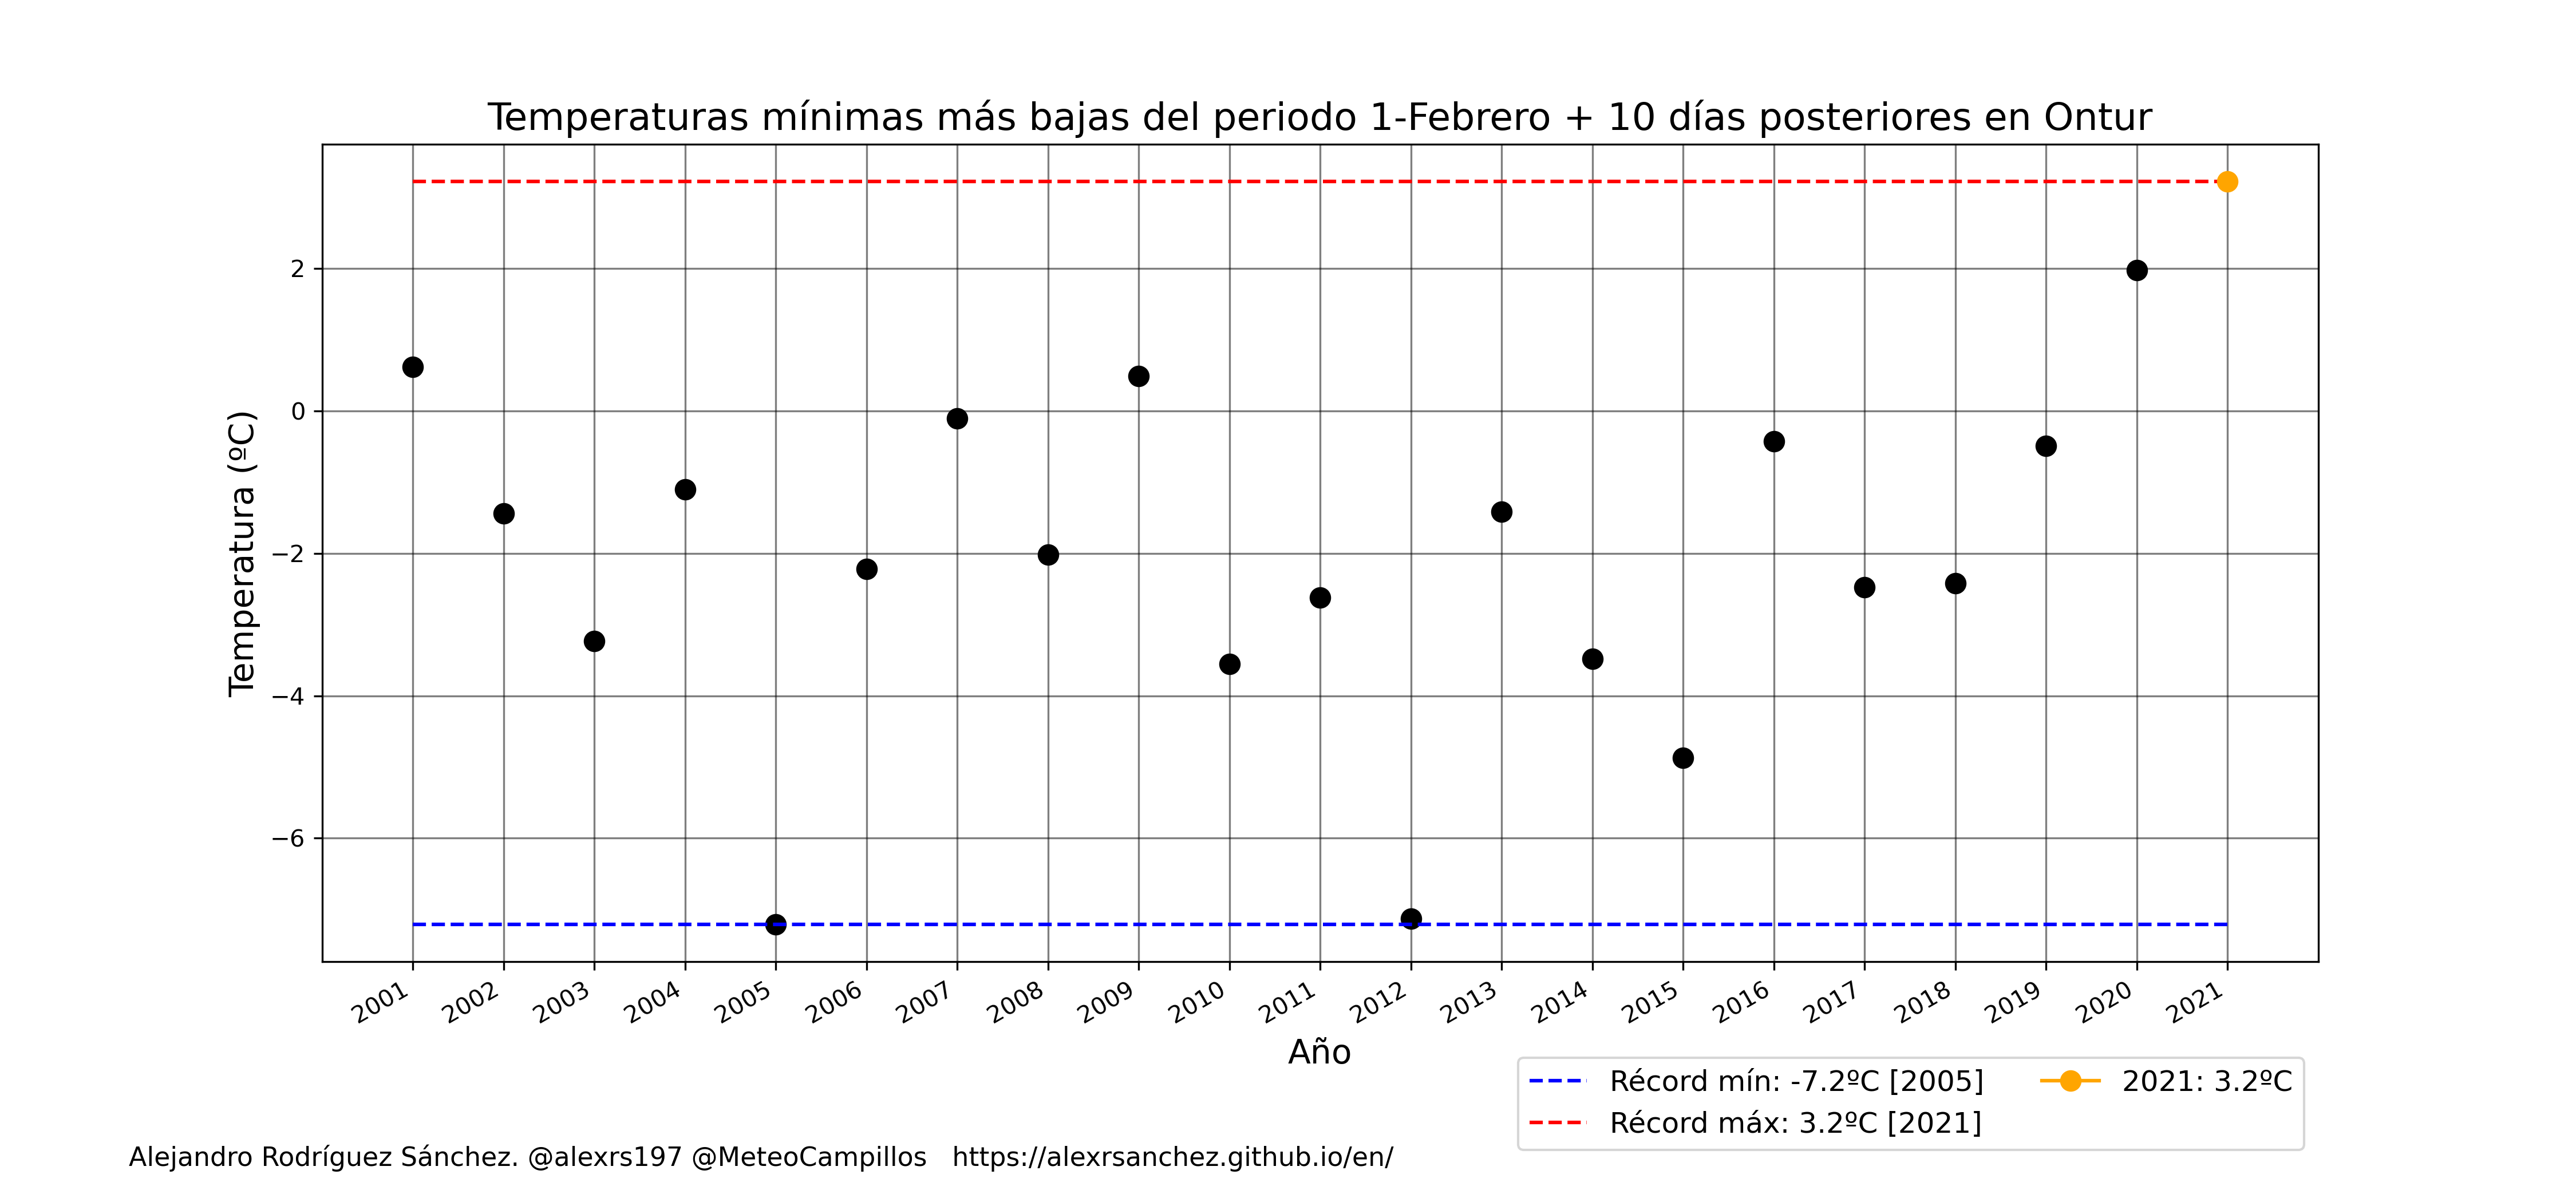 Temperaturas mínimas más bajas del periodo 1-Febrero + 10 días posteriores en Ontur
Temperatura (ºC)
2
0
−2
−4
−6
2001 2002 2003 2004 2005 2006 2007 2008 2009 2010 2011 2012 2013 2014 2015 2016 2017 2018 2019 2020 2021
Año
Récord mín: -7.2ºC [2005]
Récord máx: 3.2ºC [2021]
2021: 3.2ºC
Alejandro Rodríguez Sánchez. @alexrs197 @MeteoCampillos   https://alexrsanchez.github.io/en/